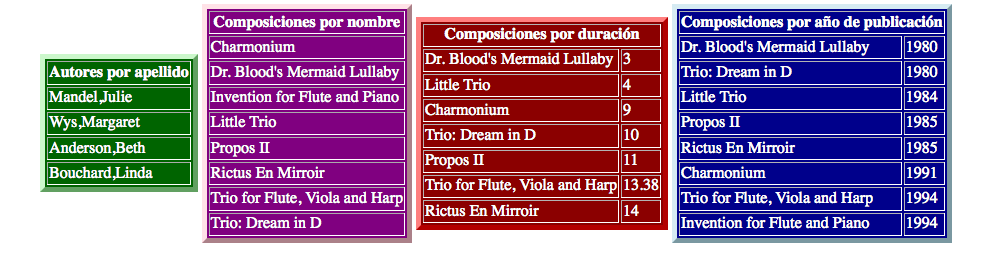 Autores por apellido
Mandel,Julie
Wys,Margaret
Anderson,Beth
Bouchard,Linda
Composiciones por nombre
Charmonium
Dr. Blood's Mermaid Lullaby
Invention for Flute and Piano
Little Trio
Propos II
Rictus En Mirroir
Trio for Flute, Viola and Harp
Trio: Dream in D
Composiciones por duración
Dr. Blood's Mermaid Lullaby 3
Little Trio 4
Charmonium 9
Trio: Dream in D 10
Propos II 11
Trio for Flute, Viola and Harp 13.38
Rictus En Mirroir 14
Composiciones por año de publicación
Dr. Blood's Mermaid Lullaby 1980
Trio: Dream in D 1980
Little Trio 1984
Propos II 1985
Rictus En Mirroir 1985
Charmonium 1991
Trio for Flute, Viola and Harp 1994
Invention for Flute and Piano 1994